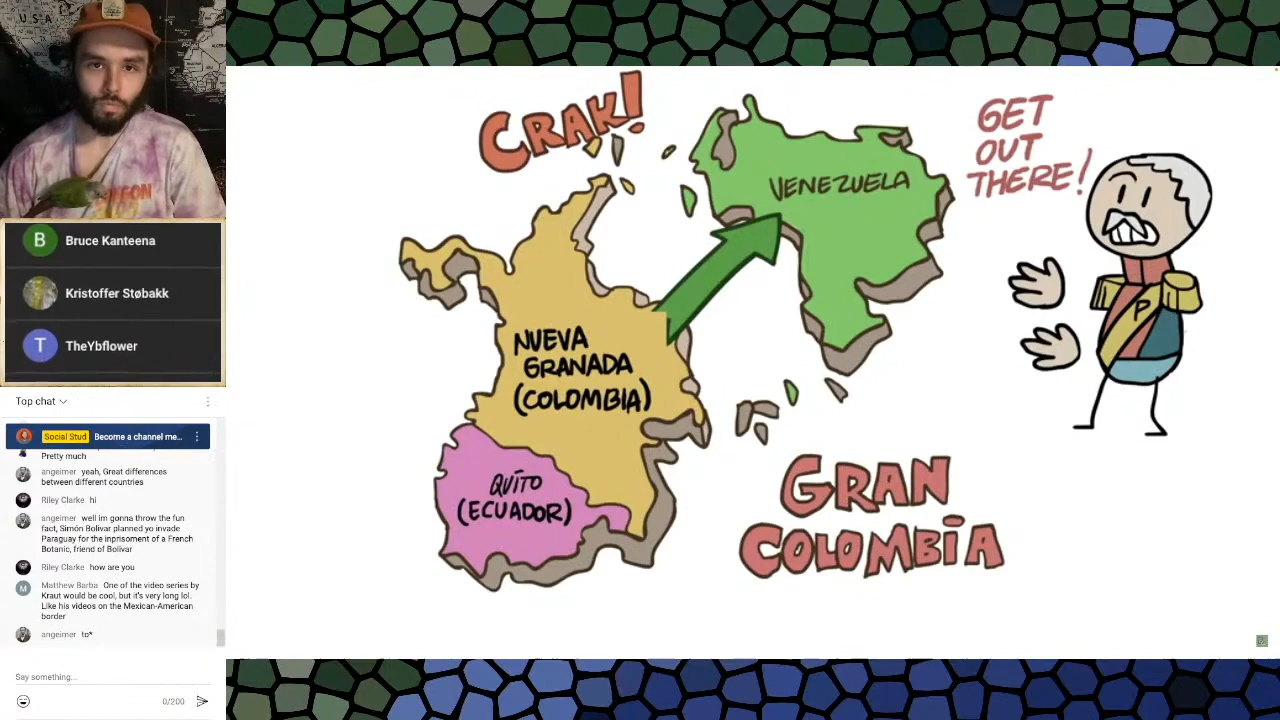 U S A
B Bruce Kanteena
Kristoffer Støbakk
T TheYbflower
Top chat
Social Stud Become a channel me...
Pretty much
angeimer yeah, Great differences
between different countries
Riley Clarke hi
angeimer well im gonna throw the fun
fact, Simón Bolivar planned yo invade
Paraguay for the inprisoment of a French
Botanic, friend of Bolivar
Riley Clarke how are you
M Matthew Barba One of the video series by
Kraut would be cool, but it's very long lol.
Like his videos on the Mexican-American
border
angeimer to*
Say something...
0/200
CRAK!
VENEZUELA
GET
OUT
THERE!
P
NUEVA
GRANADA
(COLOMBIA)
QUITO
(ECUADOR)
GRAN
COLOMBIA